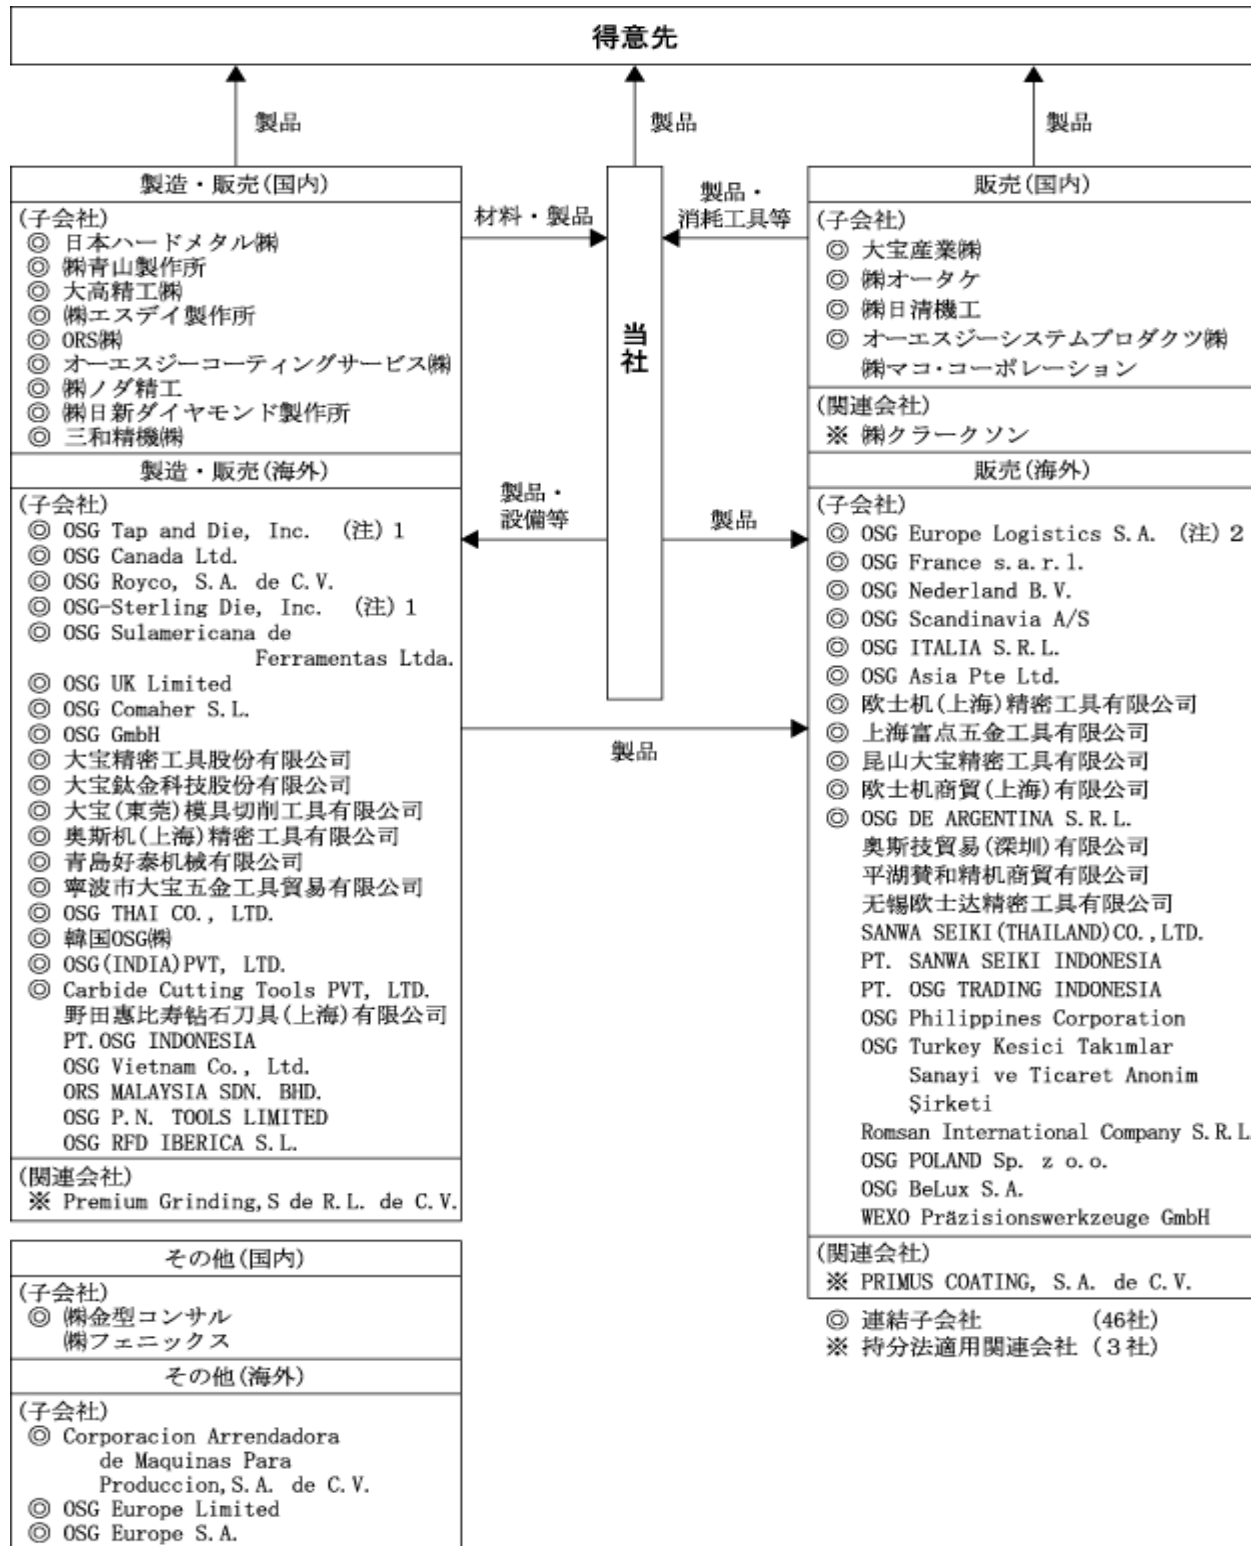 得意先
製品
製品
製品
製造・販売(国内)
(子会社)
◎ 日本ハードメタル㈱
◎ ㈱青山製作所
◎ 大高精工㈱
◎ ㈱エスデイ製作所
◎ ORS㈱
◎ オーエスジーコーティングサービス㈱
◎ ㈱ノダ精工
◎ ㈱日新ダイヤモンド製作所
◎ 三和精機㈱
製造・販売(海外)
(子会社)
◎ OSG Tap and Die, Inc. (注) 1
◎ OSG Canada Ltd.
◎ OSG Royco, S.A. de C.V.
◎ OSG-Sterling Die, Inc. (注) 1
◎ OSG Sulamericana de
Ferramentas Ltda.
◎ OSG UK Limited
◎ OSG Comaher S.L.
◎ OSG GmbH
◎ 大宝精密工具股份有限公司
◎ 大宝鈦金科技股份有限公司
◎ 大宝(東莞)模具切削工具有限公司
◎ 奥斯机(上海)精密工具有限公司
◎ 青島好泰机械有限公司
◎ 寧波市大宝五金工具貿易有限公司
◎ OSG THAI CO., LTD.
◎ 韓国OSG㈱
◎ OSG(INDIA)PVT, LTD.
◎ Carbide Cutting Tools PVT, LTD.
野田惠比寿钻石刀具(上海)有限公司
PT.OSG INDONESIA
OSG Vietnam Co., Ltd.
ORS MALAYSIA SDN. BHD.
OSG P.N. TOOLS LIMITED
OSG RFD IBERICA S.L.
(関連会社)
※ Premium Grinding,S de R.L. de C.V.
材料・製品
製品・
消耗工具等
当社
製品・
設備等
製品
製品
販売(国内)
(子会社)
◎ 大宝産業㈱
◎ ㈱オータケ
◎ ㈱日清機工
◎ オーエスジーシステムプロダクツ㈱
㈱マコ・コーポレーション
(関連会社)
※ ㈱クラークソン
販売(海外)
(子会社)
◎ OSG Europe Logistics S.A. (注) 2
◎ OSG France s.a.r.l.
◎ OSG Nederland B.V.
◎ OSG Scandinavia A/S
◎ OSG ITALIA S.R.L.
◎ OSG Asia Pte Ltd.
◎ 欧士机(上海)精密工具有限公司
◎ 上海富点五金工具有限公司
◎ 昆山大宝精密工具有限公司
◎ 欧士机商貿(上海)有限公司
◎ OSG DE ARGENTINA S.R.L.
奥斯技貿易(深圳)有限公司
平湖賛和精机商貿有限公司
无锡欧士达精密工具有限公司
SANWA SEIKI(THAILAND)CO.,LTD.
PT. SANWA SEIKI INDONESIA
PT. OSG TRADING INDONESIA
OSG Philippines Corporation
OSG Turkey Kesici Takımlar
Sanayi ve Ticaret Anonim
Şirketi
Romsan International Company S.R.L.
OSG POLAND Sp. z o.o.
OSG BeLux S.A.
WEXO Präzisionswerkzeuge GmbH
(関連会社)
※ PRIMUS COATING, S.A. de C.V.
◎ 連結子会社 (46社)
※ 持分法適用関連会社 (3社)
その他(国内)
(子会社)
◎ ㈱金型コンサル
㈱フェニックス
その他(海外)
(子会社)
◎ Corporacion Arrendadora
de Maquinas Para
Produccion,S.A. de C.V.
◎ OSG Europe Limited
◎ OSG Europe S.A.